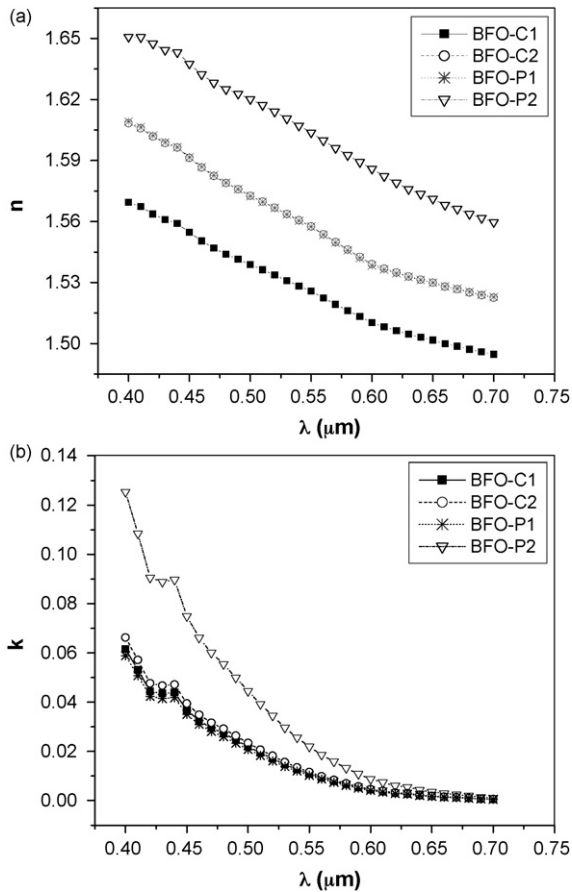 (a)
1.65
1.62
1.59
1.56
1.53
1.50
n
BFO-C1
BFO-C2
BFO-P1
BFO-P2
0.40 0.45 0.50 0.55 0.60 0.65 0.70 0.75
λ (μm)
(b)
0.14
0.12
0.10
0.08
0.06
0.04
0.02
0.00
k
BFO-C1
BFO-C2
BFO-P1
BFO-P2
0.40 0.45 0.50 0.55 0.60 0.65 0.70 0.75
λ (μm)